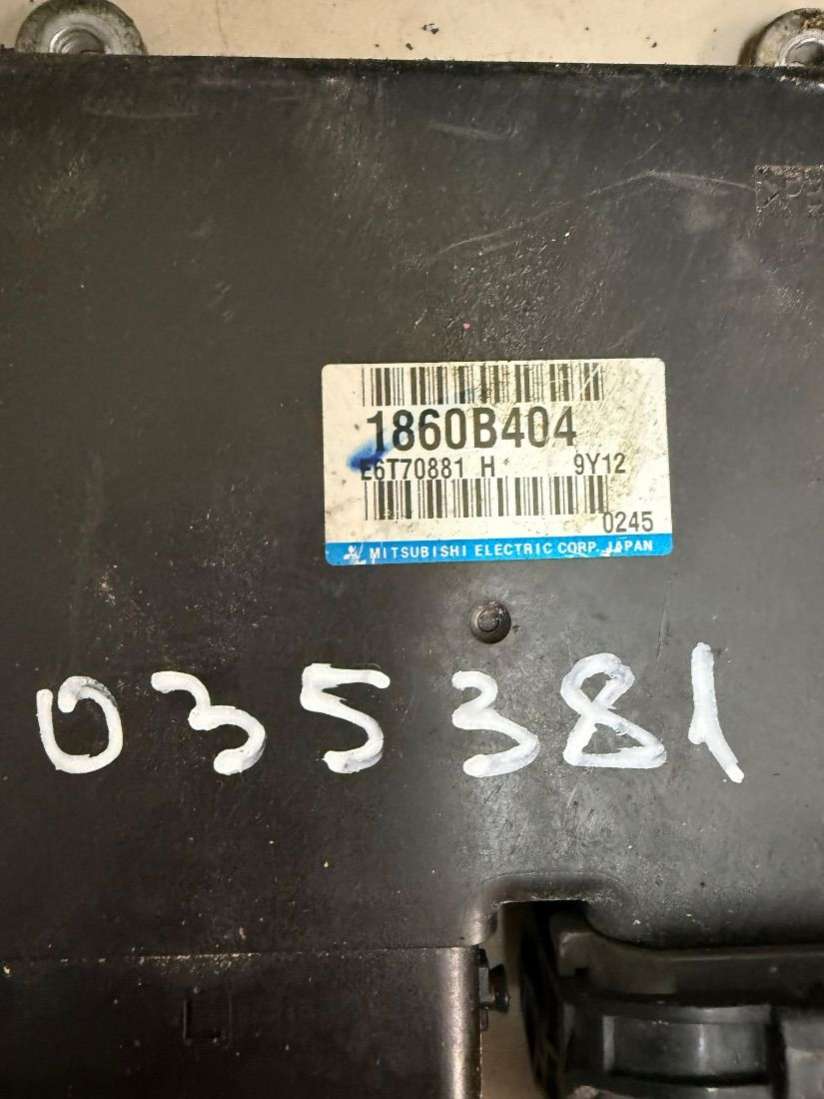 1860B404
E6T70881 H 9Y12
0245
MITSUBISHI ELECTRIC CORP. JAPAN
035381